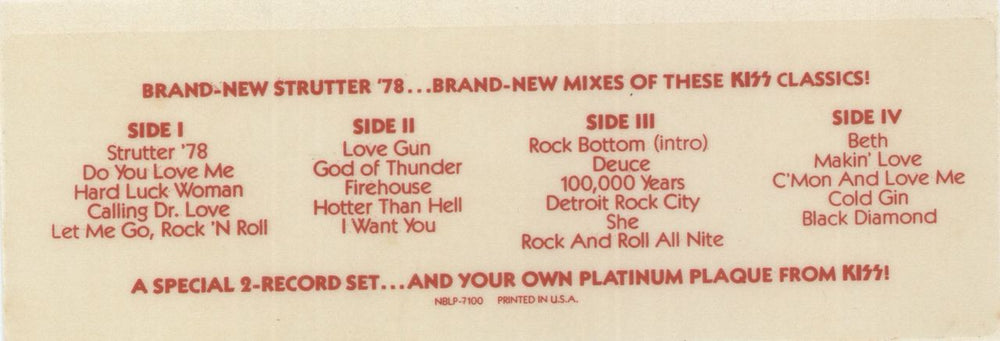 BRAND-NEW STRUTTER '78...BRAND-NEW MIXES OF THESE KISS CLASSICS!
SIDE I
Strutter '78
Do You Love Me
Hard Luck Woman
Calling Dr. Love
Let Me Go, Rock 'N Roll
SIDE II
Love Gun
God of Thunder
Firehouse
Hotter Than Hell
I Want You
SIDE III
Rock Bottom (intro)
Deuce
100,000 Years
Detroit Rock City
She
Rock And Roll All Nite
SIDE IV
Beth
Makin' Love
C'Mon And Love Me
Cold Gin
Black Diamond
A SPECIAL 2-RECORD SET...AND YOUR OWN PLATINUM PLAQUE FROM KISS!
NBLP-7100 PRINTED IN U.S.A.